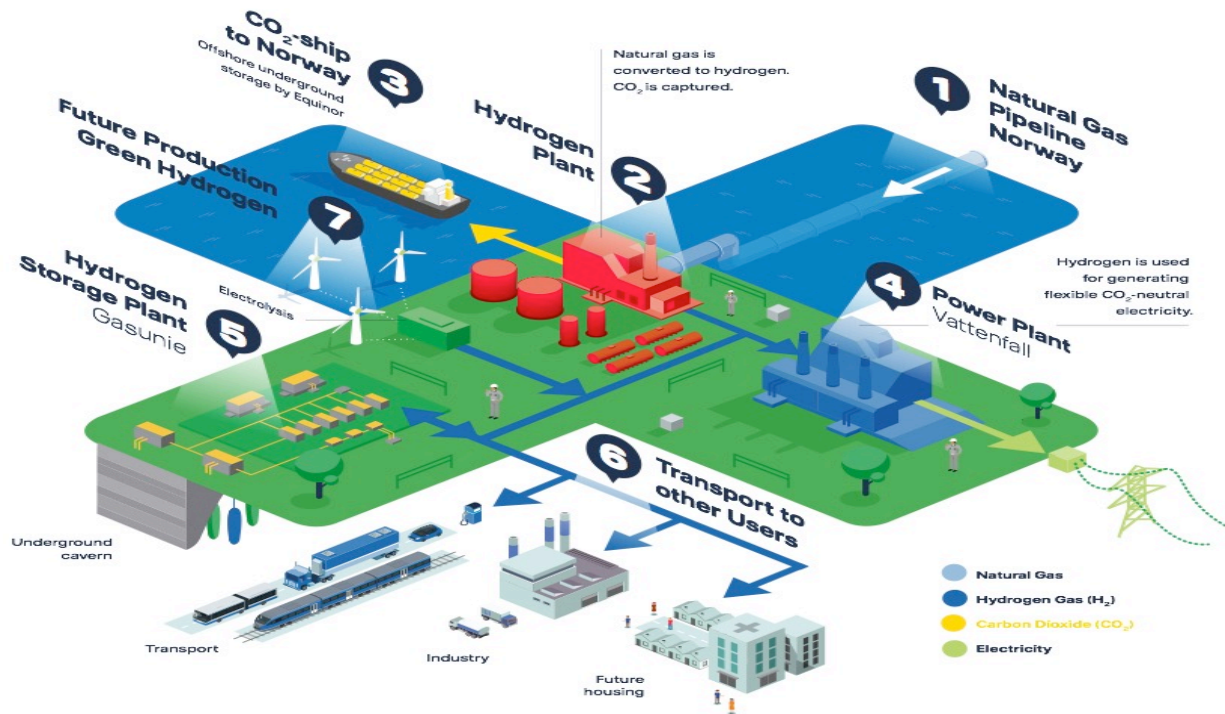 3
CO₂-ship
to Norway
Offshore underground
storage by Equinor
Natural gas is
converted to hydrogen.
CO₂ is captured.
1
Natural Gas
Pipeline
Norway
Hydrogen
Plant
2
Future Production
Green Hydrogen
7
Electrolysis
Hydrogen
Storage Plant
Gasunie
5
4
Power Plant
Vattenfall
Hydrogen is used
for generating
flexible CO₂-neutral
electricity.
6
Transport to
other Users
Underground
cavern
Transport
Industry
Future
housing
Natural Gas
Hydrogen Gas (H₂)
Carbon Dioxide (CO₂)
Electricity